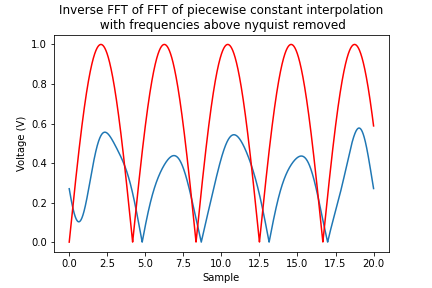 Inverse FFT of FFT of piecewise constant interpolation
with frequencies above nyquist removed
1.0
0.8
0.6
0.4
0.2
0.0
Voltage (V)
0.0 2.5 5.0 7.5 10.0 12.5 15.0 17.5 20.0
Sample